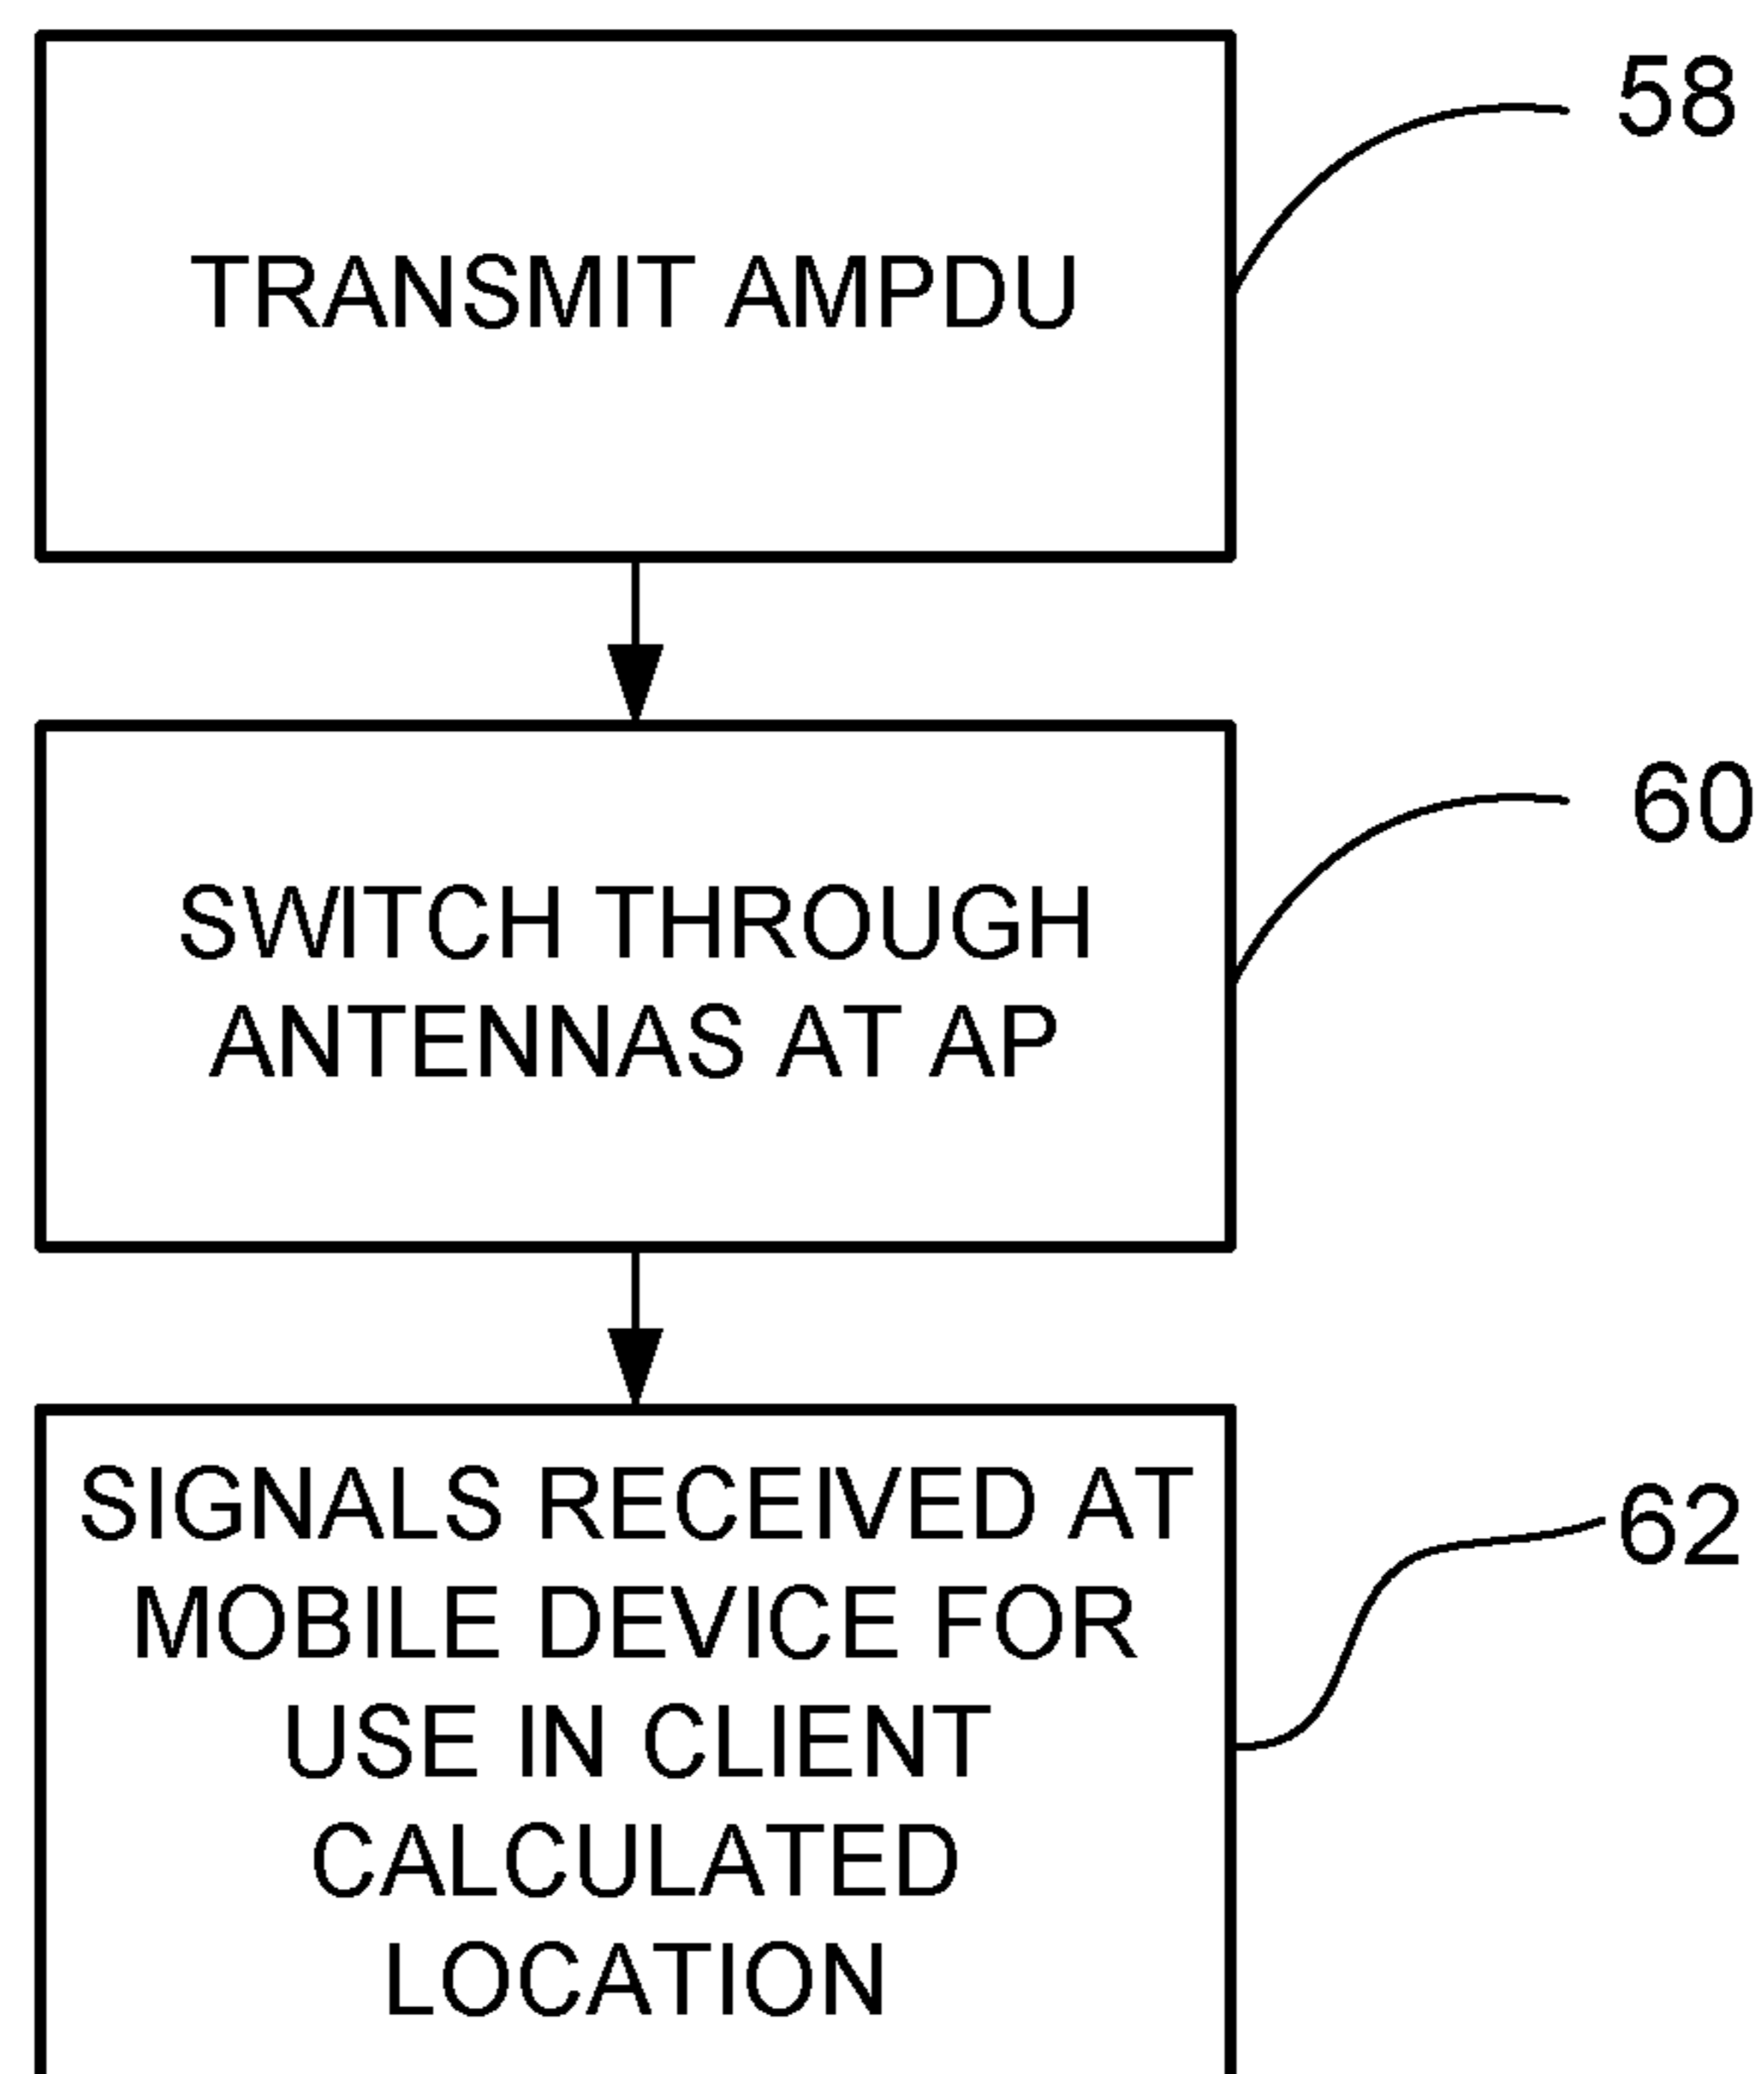 58
TRANSMIT AMPDU
60
SWITCH THROUGH
ANTENNAS AT AP
62
SIGNALS RECEIVED AT
MOBILE DEVICE FOR
USE IN CLIENT
CALCULATED
LOCATION